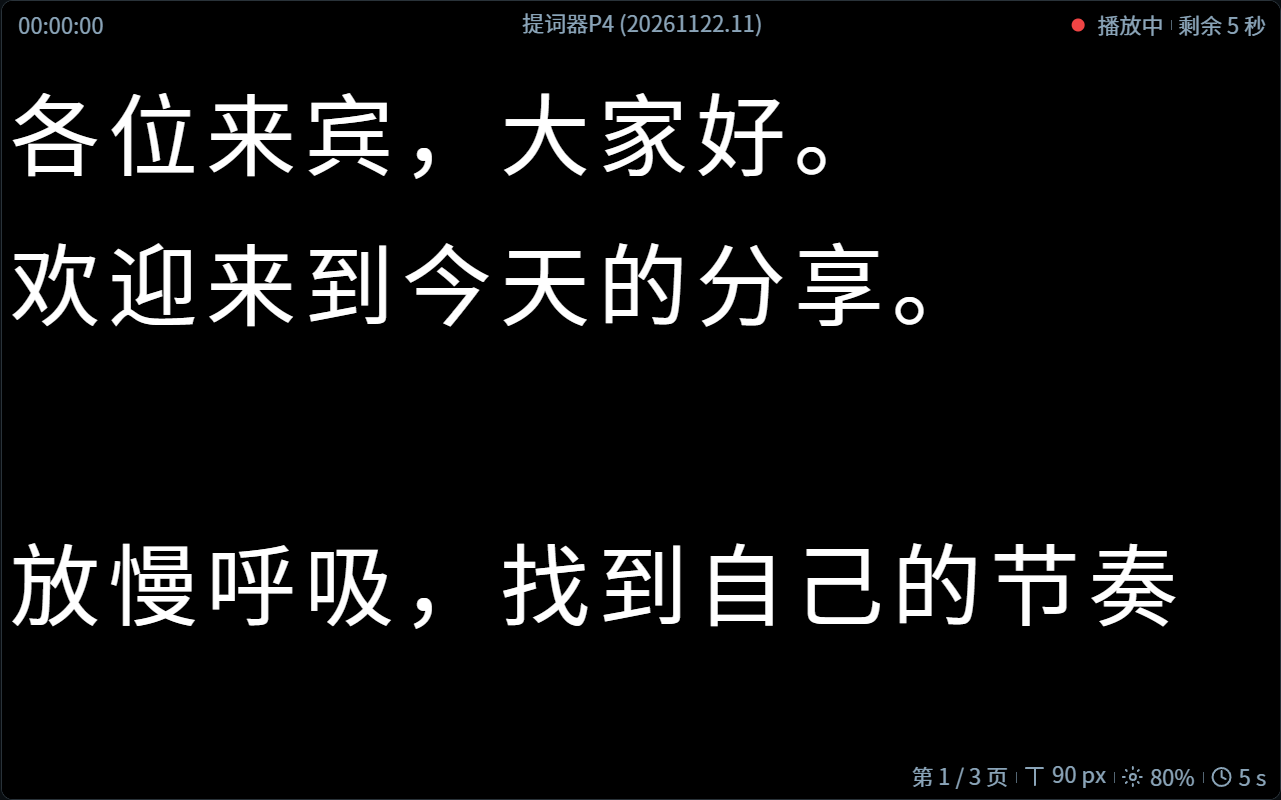 00:00:00
提词器P4 (20261122.11)
播放中 剩余 5 秒
各位来宾，大家好。
欢迎来到今天的分享。
放慢呼吸，找到自己的节奏
第 1 / 3 页 90 px 80% 5 s